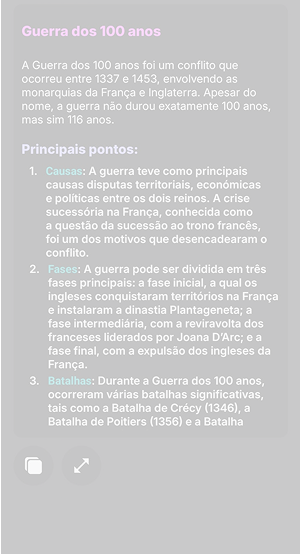 Guerra dos 100 anos
A Guerra dos 100 anos foi um conflito que
ocorreu entre 1337 e 1453, envolvendo as
monarquias da França e Inglaterra. Apesar do
nome, a guerra não durou exatamente 100 anos,
mas sim 116 anos.
Principais pontos:
1. Causas: A guerra teve como principais
causas disputas territoriais, econômicas
e políticas entre os dois reinos. A crise
sucessória na França, conhecida como
a questão da sucessão ao trono francês,
foi um dos motivos que desencadearam o
conflito.
2. Fases: A guerra pode ser dividida em três
fases principais: a fase inicial, a qual os
ingleses conquistaram territórios na França
e instalaram a dinastia Plantageneta; a
fase intermediária, com a reviravolta dos
franceses liderados por Joana D'Arc; e a
fase final, com a expulsão dos ingleses da
França.
3. Batalhas: Durante a Guerra dos 100 anos,
ocorreram várias batalhas significativas,
tais como a Batalha de Crécy (1346), a
Batalha de Poitiers (1356) e a Batalha